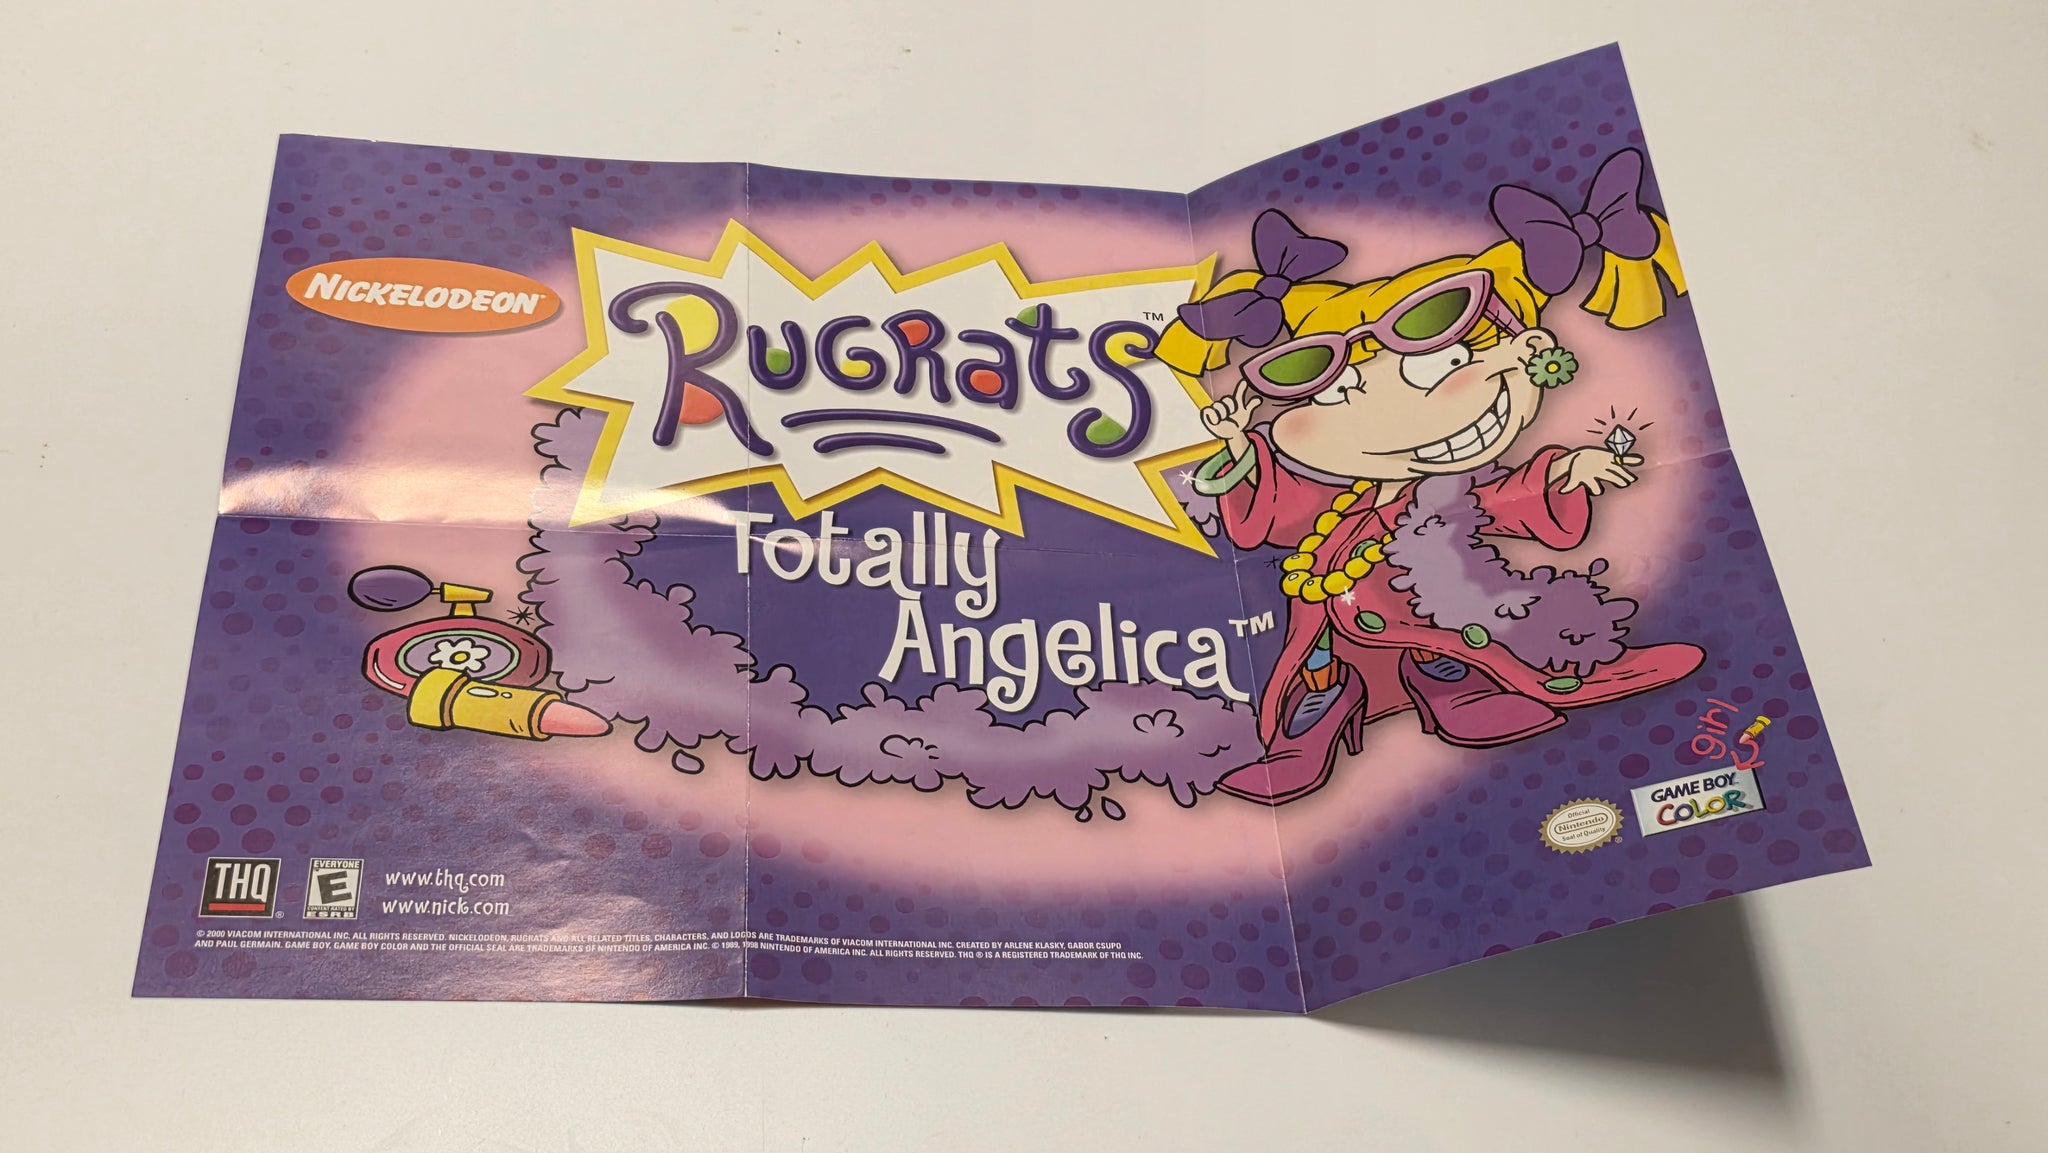 NICKELODEON™
RUGRATS™
Totally
Angelica™
girl
GAME BOY™
COLOR
Official
Nintendo
Seal of Quality
®
THQ
®
EVERYONE
E
CONTENT RATED BY
ESRB
www.thq.com
www.nick.com
© 2000 VIACOM INTERNATIONAL INC. ALL RIGHTS RESERVED. NICKELODEON, RUGRATS AND ALL RELATED TITLES, CHARACTERS, AND LOGOS ARE TRADEMARKS OF VIACOM INTERNATIONAL INC. CREATED BY ARLENE KLASKY, GABOR CSUPO
AND PAUL GERMAIN. GAME BOY, GAME BOY COLOR AND THE OFFICIAL SEAL ARE TRADEMARKS OF NINTENDO OF AMERICA INC. © 1989, 1998 NINTENDO OF AMERICA INC. ALL RIGHTS RESERVED. THQ ® IS A REGISTERED TRADEMARK OF THQ INC.